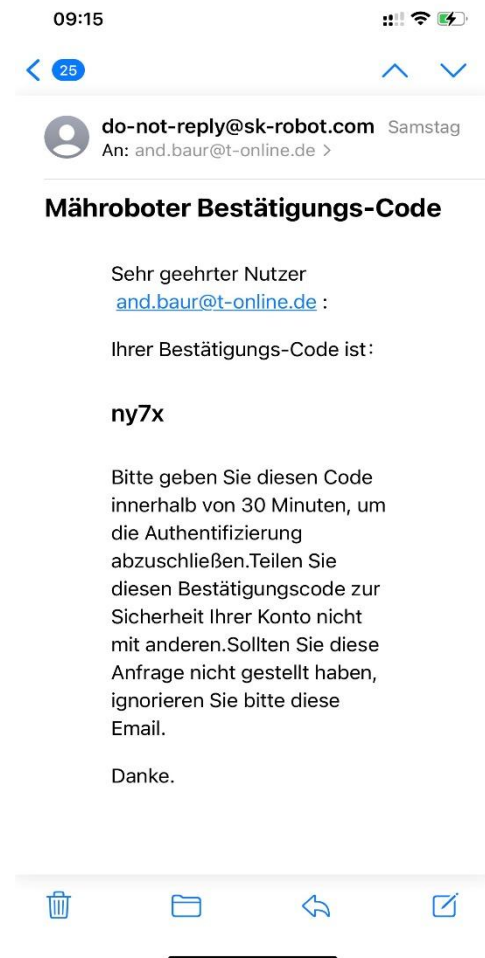 09:15
25
do-not-reply@sk-robot.com Samstag
An: and.baur@t-online.de >
Mähroboter Bestätigungs-Code
Sehr geehrter Nutzer
and.baur@t-online.de :
Ihrer Bestätigungs-Code ist:
ny7x
Bitte geben Sie diesen Code
innerhalb von 30 Minuten, um
die Authentifizierung
abzuschließen.Teilen Sie
diesen Bestätigungscode zur
Sicherheit Ihrer Konto nicht
mit anderen.Sollten Sie diese
Anfrage nicht gestellt haben,
ignorieren Sie bitte diese
Email.
Danke.